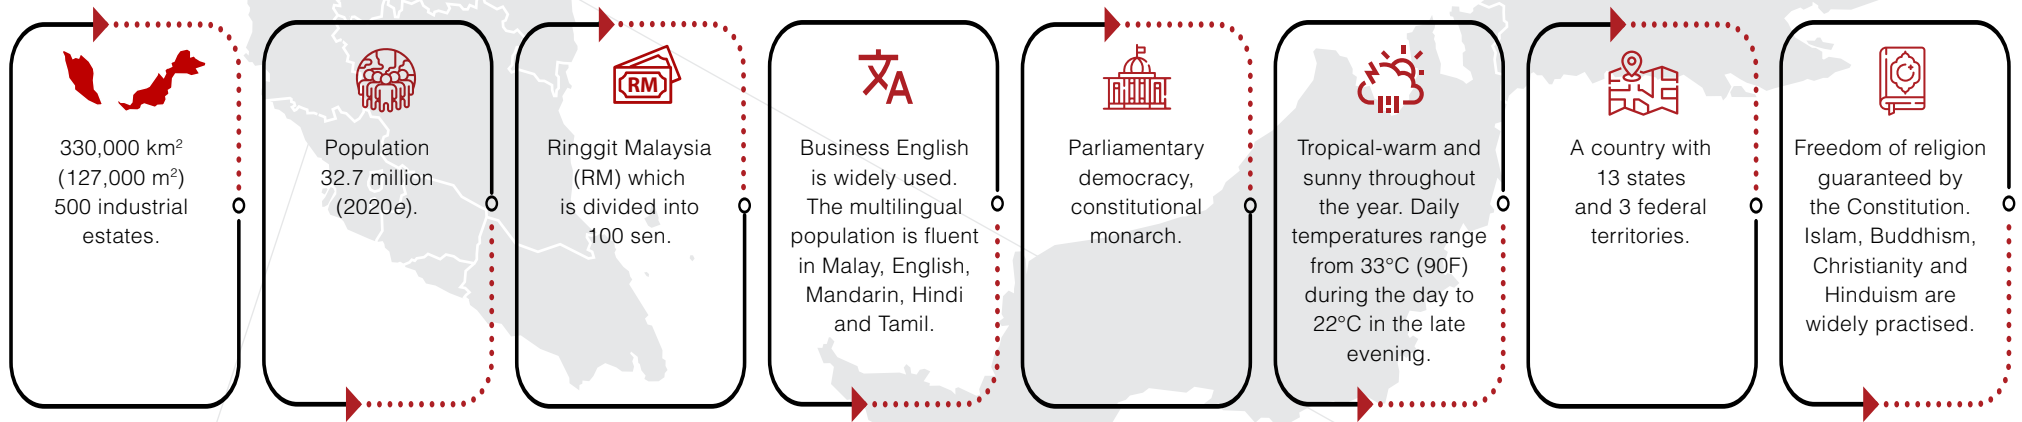 330,000 km²
(127,000 m²)
500 industrial
estates.
Population
32.7 million
(2020e).
RM
Ringgit Malaysia
(RM) which
is divided into
100 sen.
文A
Business English
is widely used.
The multilingual
population is fluent
in Malay, English,
Mandarin, Hindi
and Tamil.
Parliamentary
democracy,
constitutional
monarch.
Tropical-warm and
sunny throughout
the year. Daily
temperatures range
from 33°C (90F)
during the day to
22°C in the late
evening.
A country with
13 states
and 3 federal
territories.
Freedom of religion
guaranteed by
the Constitution.
Islam, Buddhism,
Christianity and
Hinduism are
widely practised.